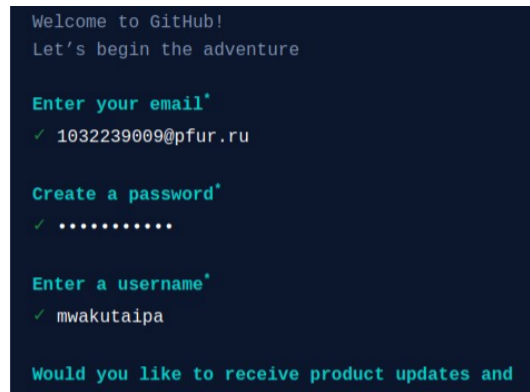 Welcome to GitHub!
Let’s begin the adventure
Enter your email*
✓ 1032239009@pfur.ru
Create a password*
✓ •••••••••••
Enter a username*
✓ mwakutaipa
Would you like to receive product updates and